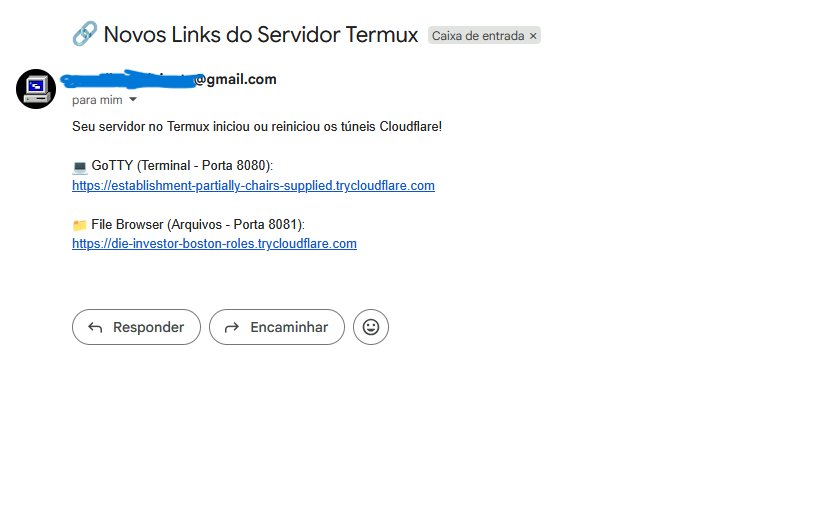 🔗 Novos Links do Servidor Termux Caixa de entrada ×
@gmail.com
para mim
Seu servidor no Termux iniciou ou reiniciou os túneis Cloudflare!
💻 GoTTY (Terminal - Porta 8080):
https://establishment-partially-chairs-supplied.trycloudflare.com
📁 File Browser (Arquivos - Porta 8081):
https://die-investor-boston-roles.trycloudflare.com
Responder Encaminhar